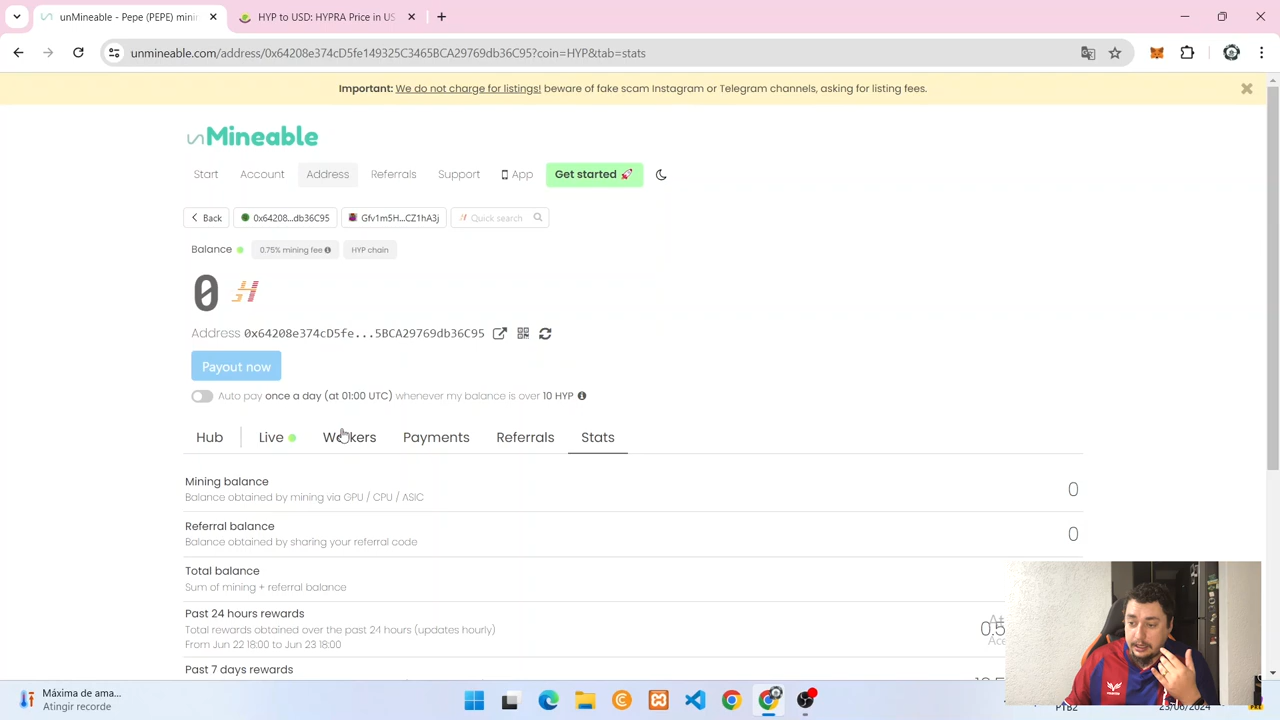 unMineable - Pepe (PEPE) mini
HYP to USD: HYPRA Price in US
unmineable.com/address/0x64208e374cD5fe149325C3465BCA29769db36C95?coin=HYP&tab=stats
Important: We do not charge for listings! beware of fake scam Instagram or Telegram channels, asking for listing fees.
unMineable
Start Account Address Referrals Support App Get started 🚀
Back 0x64208...db36C95 Gfv1m5H...CZ1hA3j Quick search
Balance 0.75% mining fee HYP chain
0
Address 0x64208e374cD5fe...5BCA29769db36C95
Payout now
Auto pay once a day (at 01:00 UTC) whenever my balance is over 10 HYP
Hub Live Workers Payments Referrals Stats
Mining balance
Balance obtained by mining via GPU / CPU / ASIC
0
Referral balance
Balance obtained by sharing your referral code
0
Total balance
Sum of mining + referral balance
Past 24 hours rewards
Total rewards obtained over the past 24 hours (updates hourly)
From Jun 22 18:00 to Jun 23 18:00
0.5
Past 7 days rewards
Máxima de ama...
Atingir recorde
PTB2
23/06/2024